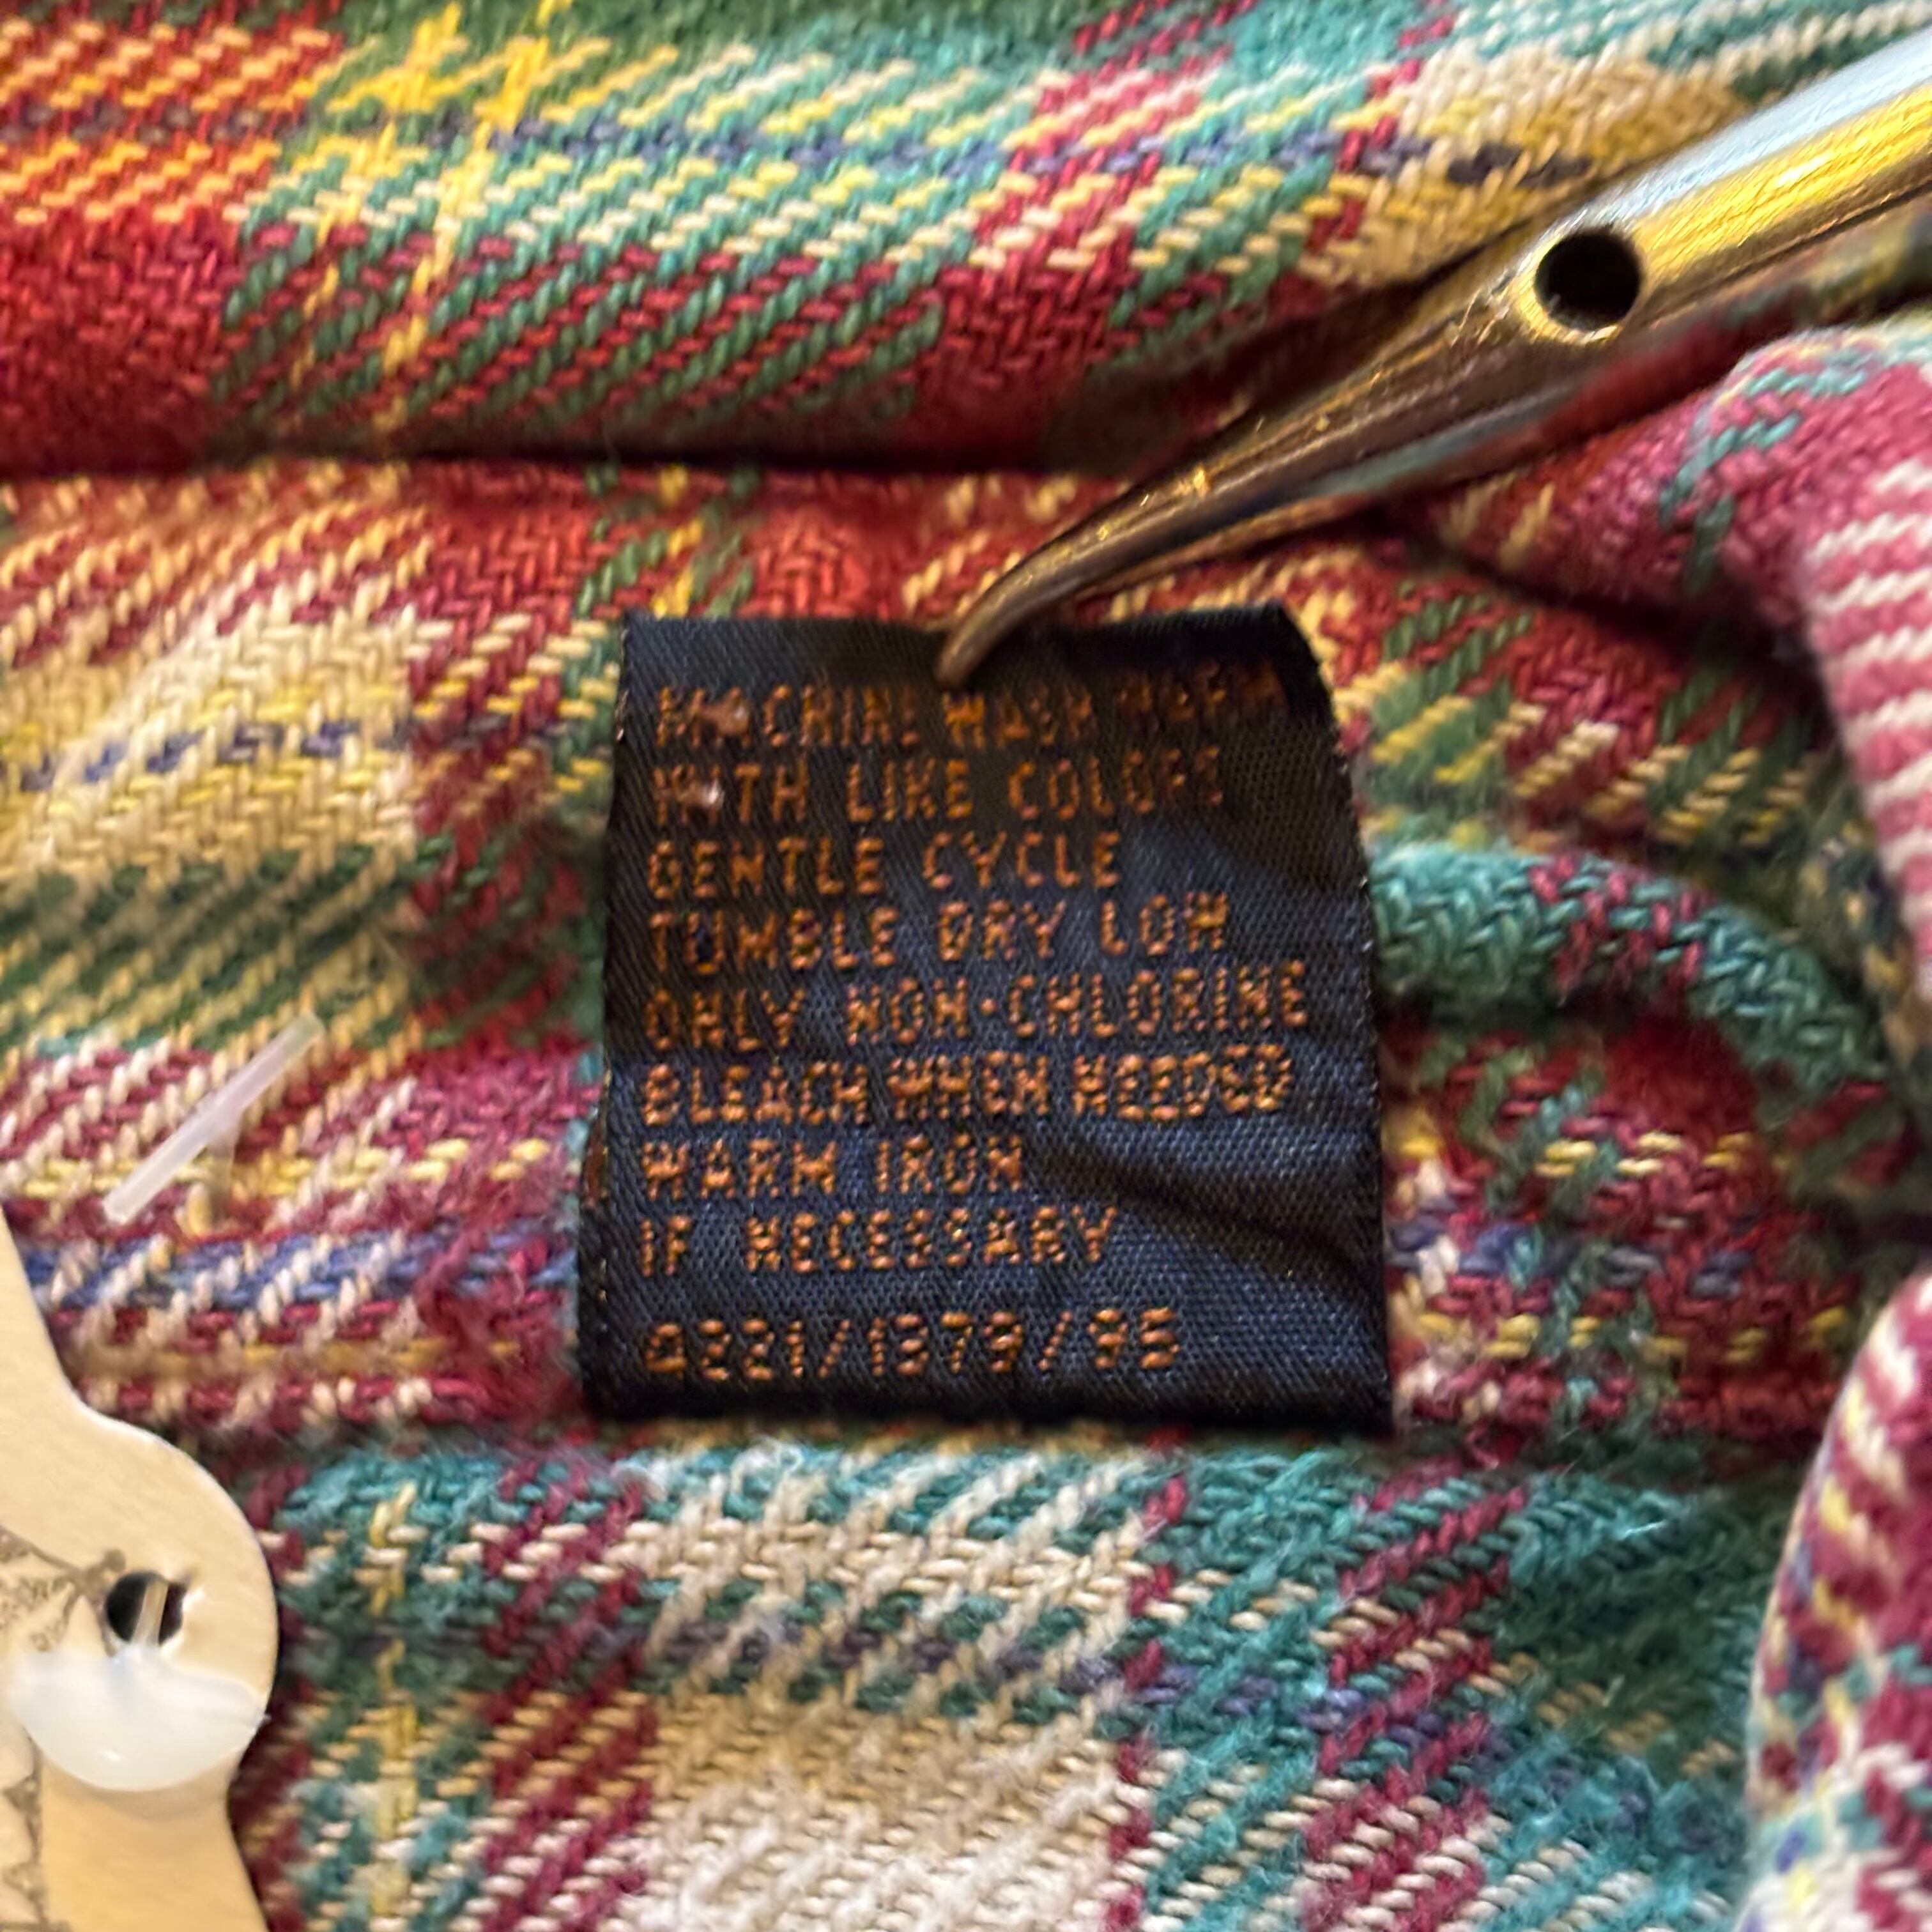 MACHINE WASH WARM
WITH LIKE COLORS
GENTLE CYCLE
TUMBLE DRY LOW
ONLY NON-CHLORINE
BLEACH WHEN NEEDED
WARM IRON
IF NECESSARY
4221/1379/95